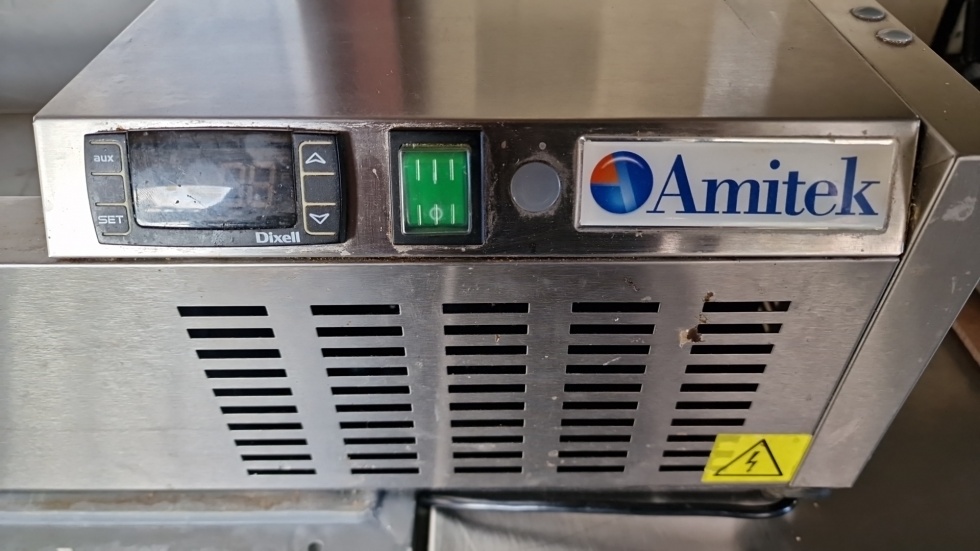 aux
SET
Dixell
Amitek